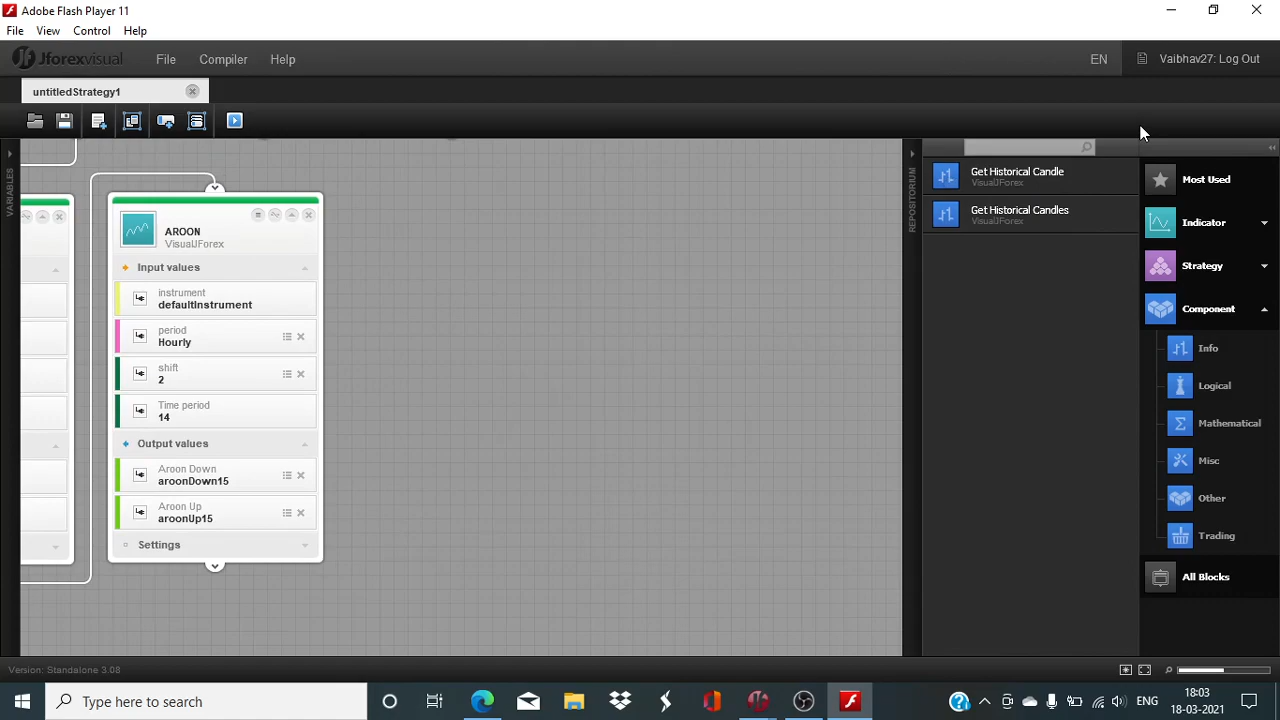 Adobe Flash Player 11
File View Control Help
Jforexvisual File Compiler Help EN Vaibhav27: Log Out
untitledStrategy1
VARIABLES
AROON
VisualJForex
Input values
instrument
defaultInstrument
period
Hourly
shift
2
Time period
14
Output values
Aroon Down
aroonDown15
Aroon Up
aroonUp15
Settings
REPOSITORIUM
Get Historical Candle
VisualJForex
Get Historical Candles
VisualJForex
Most Used
Indicator
Strategy
Component
Info
Logical
Mathematical
Misc
Other
Trading
All Blocks
Version: Standalone 3.08
Type here to search
ENG
18:03
18-03-2021